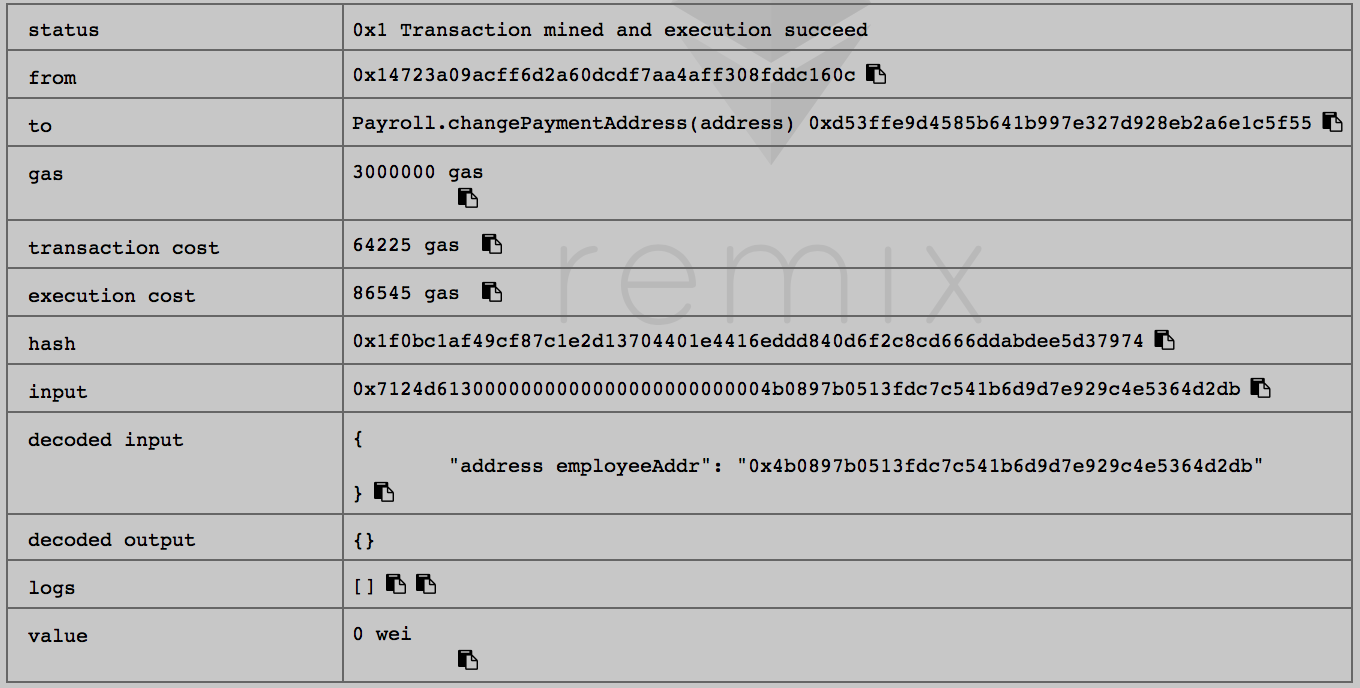 status 0x1 Transaction mined and execution succeed
from 0x14723a09acff6d2a60dcdf7aa4aff308fddc160c
to Payroll.changePaymentAddress(address) 0xd53ffe9d4585b641b997e327d928eb2a6e1c5f55
gas 3000000 gas
transaction cost 64225 gas
remix
execution cost 86545 gas
hash 0x1f0bc1af49cf87c1e2d13704401e4416eddd840d6f2c8cd666ddabdee5d37974
input 0x7124d6130000000000000000000000004b0897b0513fdc7c541b6d9d7e929c4e5364d2db
decoded input {
"address employeeAddr": "0x4b0897b0513fdc7c541b6d9d7e929c4e5364d2db"
}
decoded output {}
logs []
value 0 wei